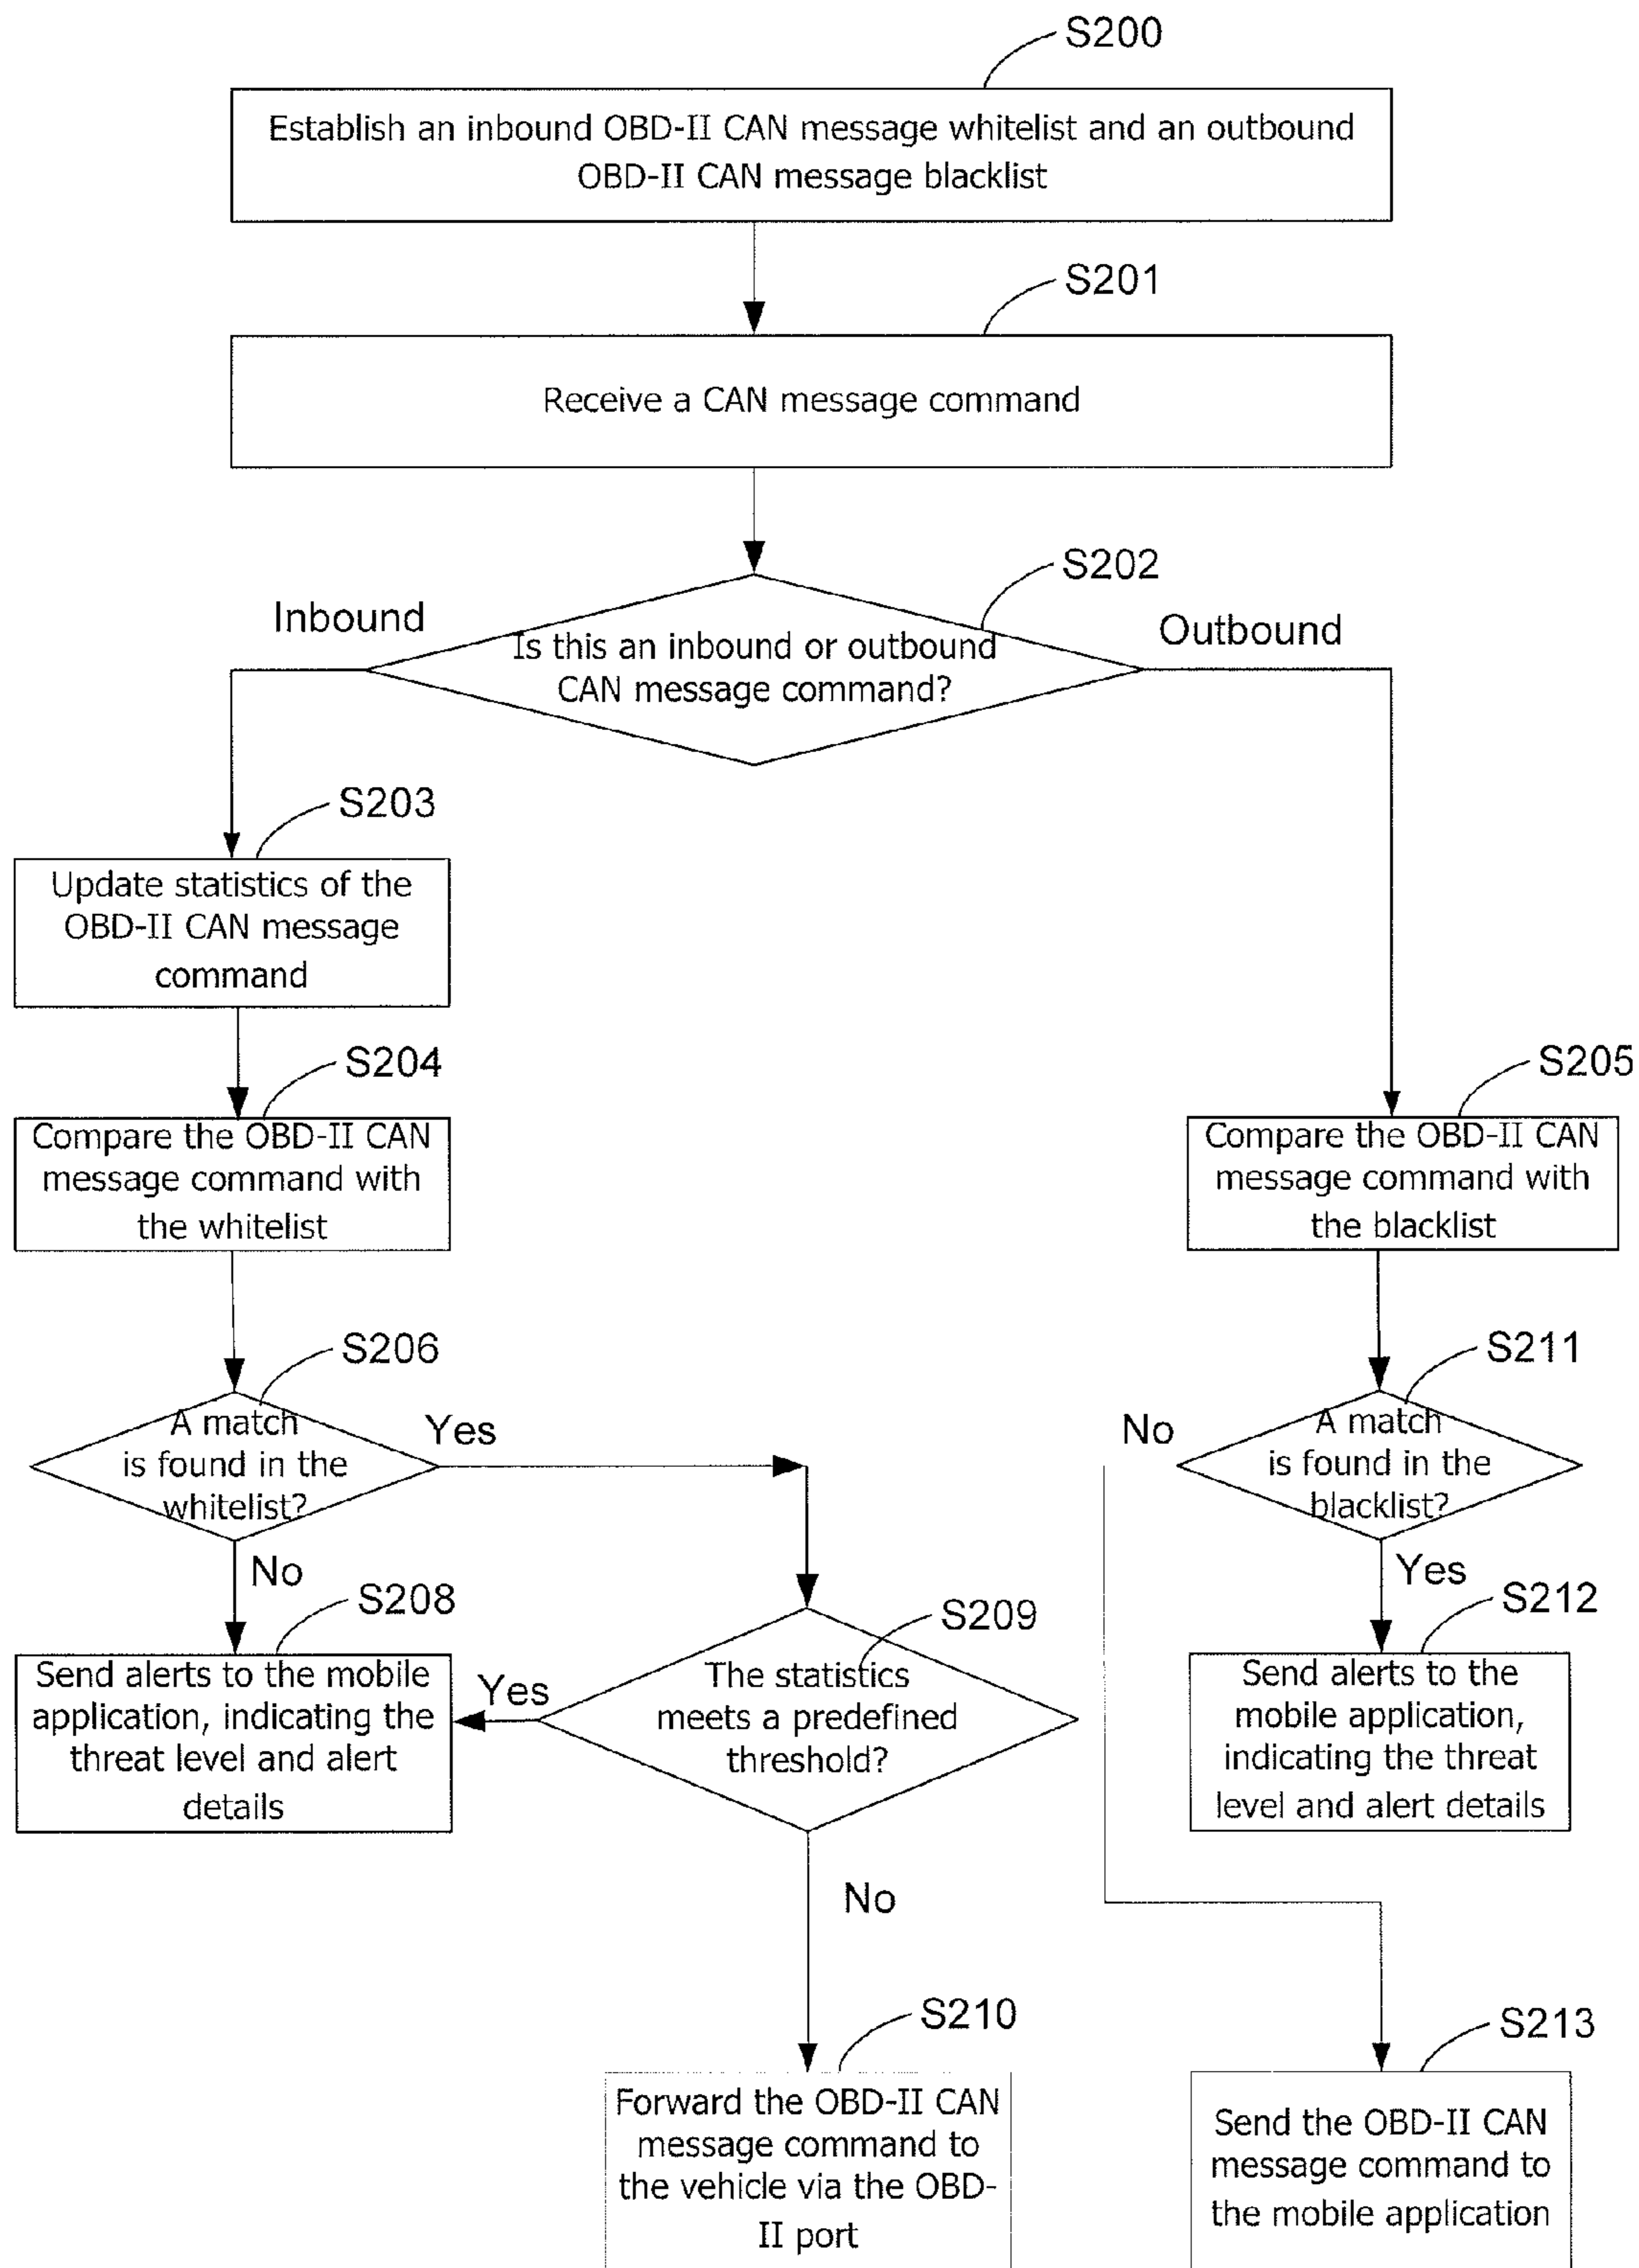 S200
Establish an inbound OBD-II CAN message whitelist and an outbound
OBD-II CAN message blacklist
S201
Receive a CAN message command
S202
Inbound
Outbound
Is this an inbound or outbound
CAN message command?
S203
Update statistics of the
OBD-II CAN message
command
S204
Compare the OBD-II CAN
message command with
the whitelist
S205
Compare the OBD-II CAN
message command with
the blacklist
S206
A match
is found in the
whitelist?
Yes
No
S211
No
A match
is found in the
blacklist?
Yes
S208
Send alerts to the mobile
application, indicating the
threat level and alert
details
S209
Yes
The statistics
meets a predefined
threshold?
No
S212
Send alerts to the
mobile application,
indicating the threat
level and alert details
S210
Forward the OBD-II CAN
message command to
the vehicle via the OBD-
II port
S213
Send the OBD-II CAN
message command to
the mobile application